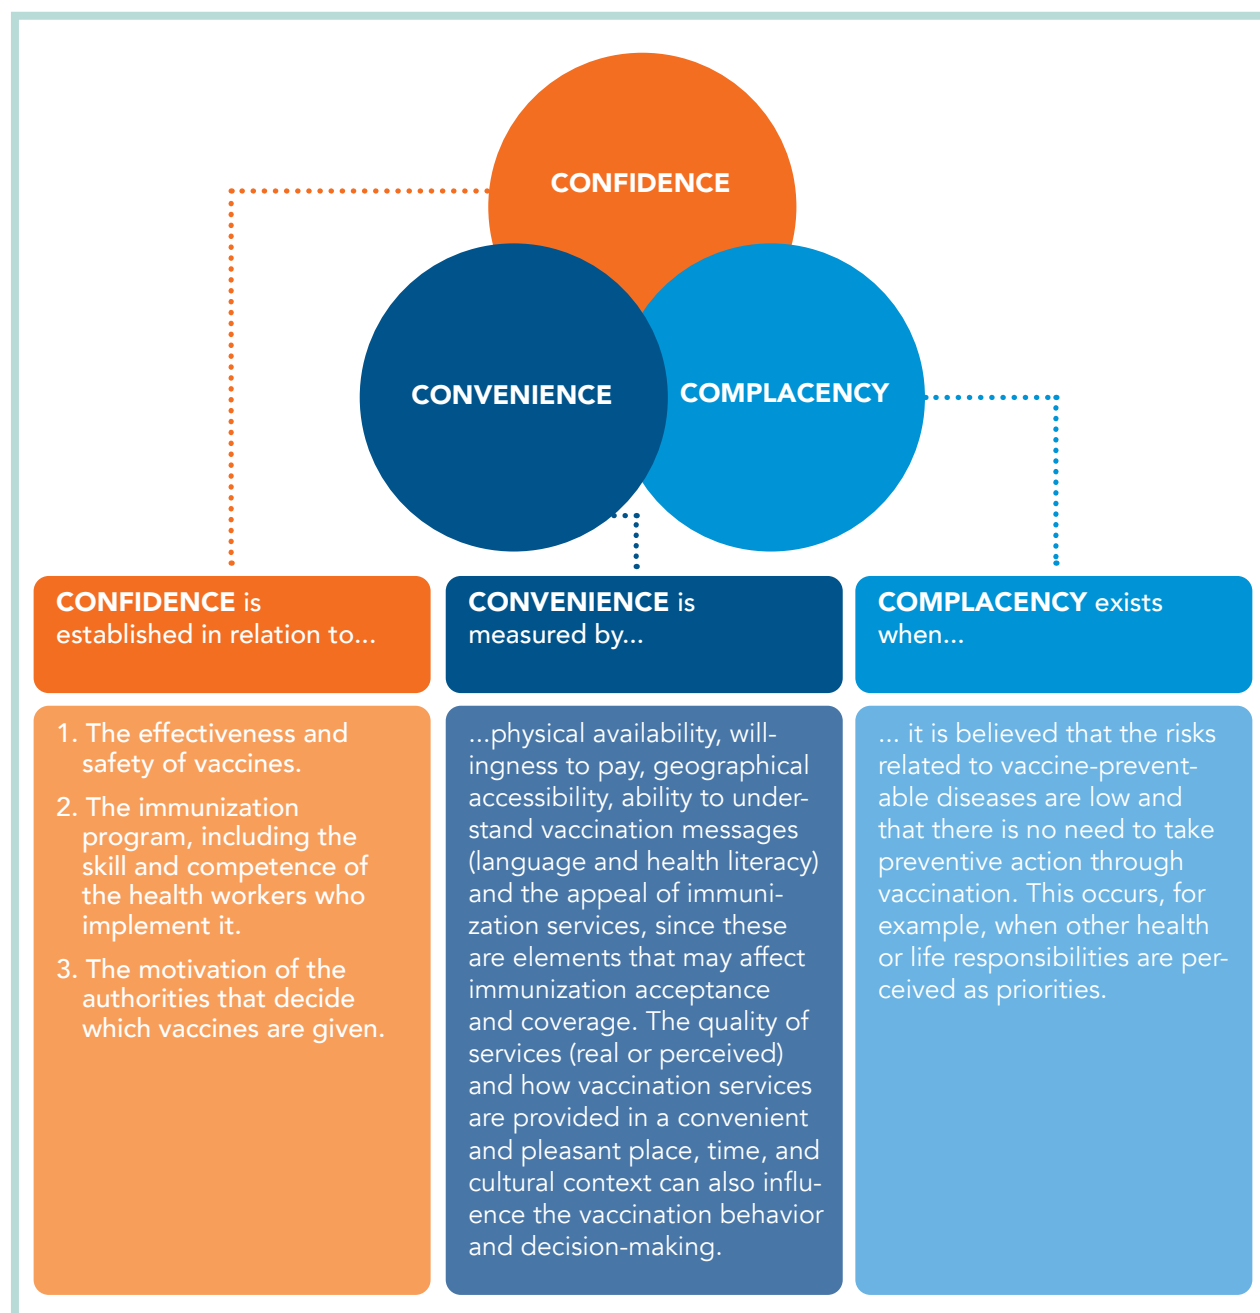 CONFIDENCE
CONVENIENCE
COMPLACENCY
CONFIDENCE is
established in relation to...
1. The effectiveness and
safety of vaccines.
2. The immunization
program, including the
skill and competence of
the health workers who
implement it.
3. The motivation of the
authorities that decide
which vaccines are given.
CONVENIENCE is
measured by...
...physical availability, will-
ingness to pay, geographical
accessibility, ability to under-
stand vaccination messages
(language and health literacy)
and the appeal of immuni-
zation services, since these
are elements that may affect
immunization acceptance
and coverage. The quality of
services (real or perceived)
and how vaccination services
are provided in a convenient
and pleasant place, time, and
cultural context can also influ-
ence the vaccination behavior
and decision-making.
COMPLACENCY exists
when...
... it is believed that the risks
related to vaccine-prevent-
able diseases are low and
that there is no need to take
preventive action through
vaccination. This occurs, for
example, when other health
or life responsibilities are per-
ceived as priorities.